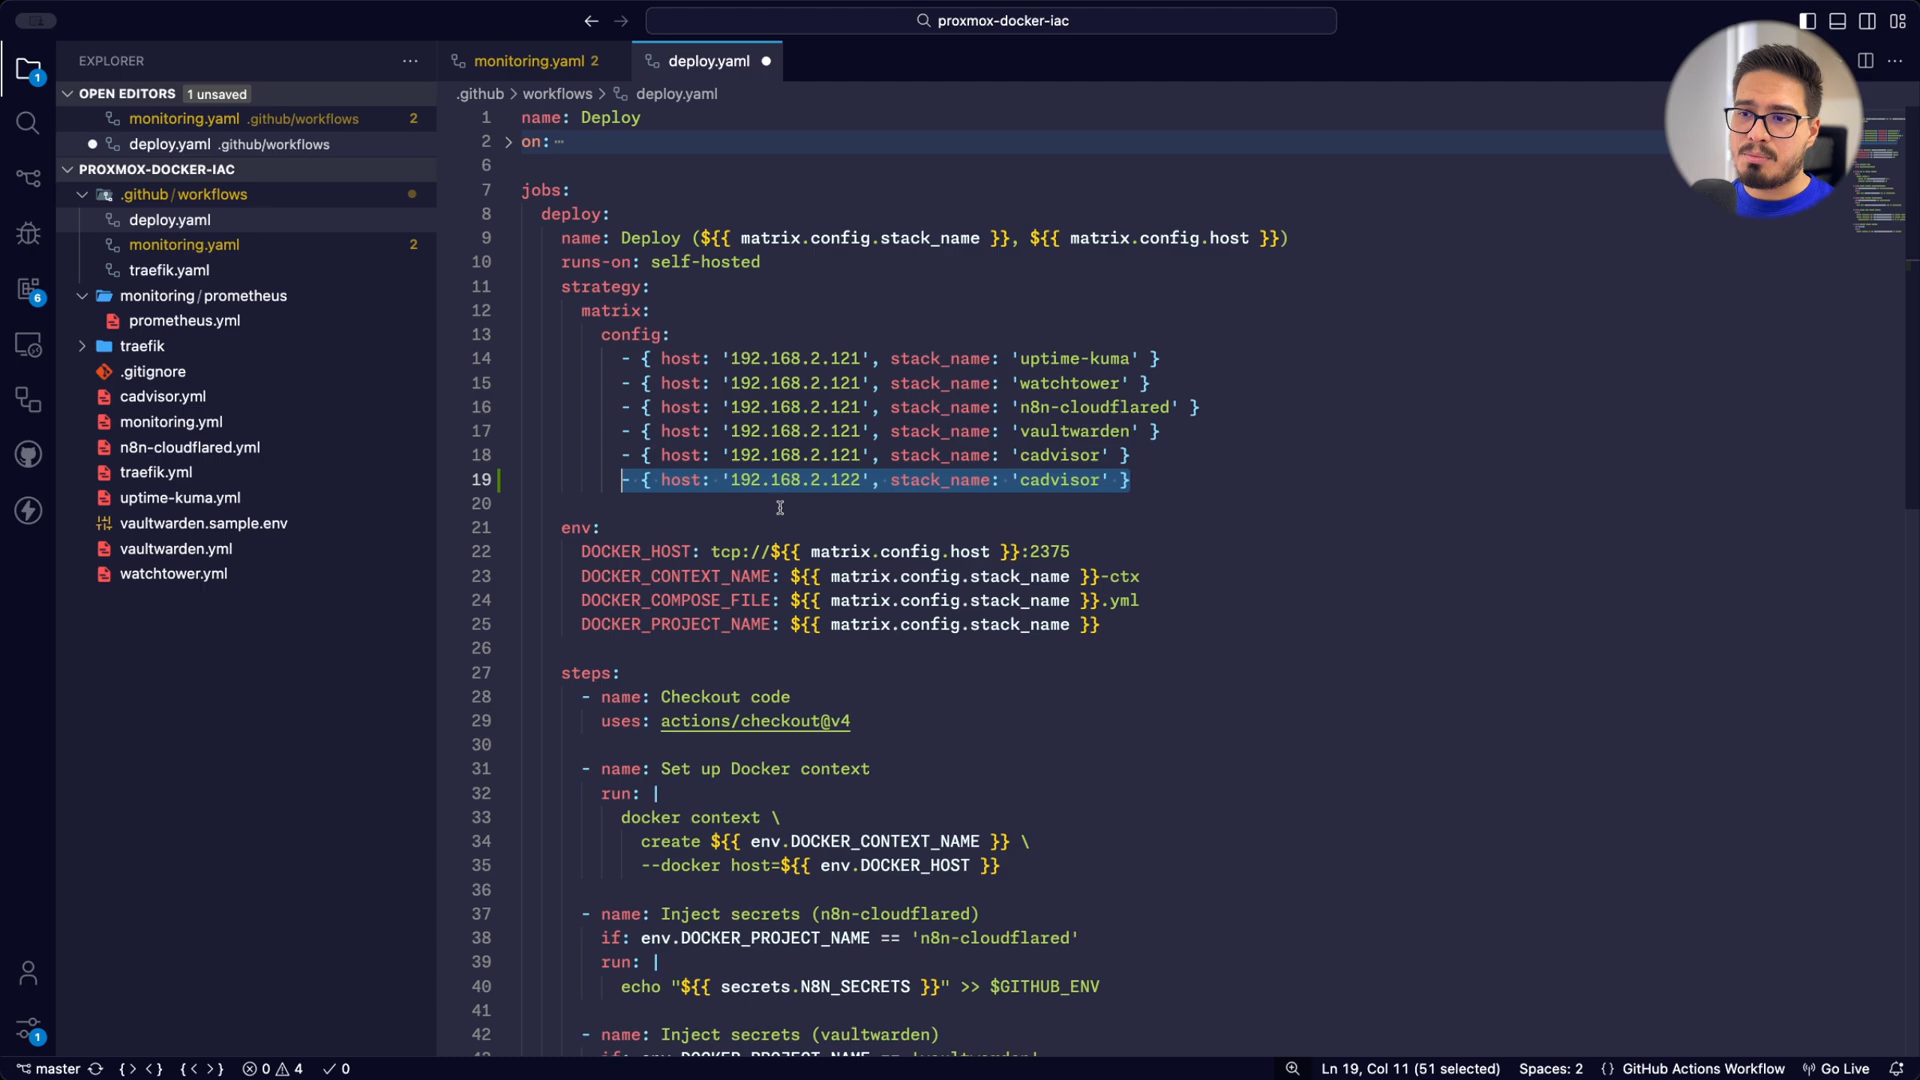 proxmox-docker-iac
EXPLORER
monitoring.yaml 2
deploy.yaml
1
OPEN EDITORS 1 unsaved
.github > workflows > deploy.yaml
monitoring.yaml .github/workflows 2
deploy.yaml .github/workflows
PROXMOX-DOCKER-IAC
.github/workflows
deploy.yaml
monitoring.yaml 2
traefik.yaml
monitoring/prometheus
prometheus.yml
traefik
.gitignore
cadvisor.yml
monitoring.yml
n8n-cloudflared.yml
traefik.yml
uptime-kuma.yml
vaultwarden.sample.env
vaultwarden.yml
watchtower.yml
6
1
1 name: Deploy
2 on:
6
7 jobs:
8 deploy:
9 name: Deploy (${{ matrix.config.stack_name }}, ${{ matrix.config.host }})
10 runs-on: self-hosted
11 strategy:
12 matrix:
13 config:
14 - { host: '192.168.2.121', stack_name: 'uptime-kuma' }
15 - { host: '192.168.2.121', stack_name: 'watchtower' }
16 - { host: '192.168.2.121', stack_name: 'n8n-cloudflared' }
17 - { host: '192.168.2.121', stack_name: 'vaultwarden' }
18 - { host: '192.168.2.121', stack_name: 'cadvisor' }
19 - { host: '192.168.2.122', stack_name: 'cadvisor' }
20
21 env:
22 DOCKER_HOST: tcp://${{ matrix.config.host }}:2375
23 DOCKER_CONTEXT_NAME: ${{ matrix.config.stack_name }}-ctx
24 DOCKER_COMPOSE_FILE: ${{ matrix.config.stack_name }}.yml
25 DOCKER_PROJECT_NAME: ${{ matrix.config.stack_name }}
26
27 steps:
28 - name: Checkout code
29 uses: actions/checkout@v4
30
31 - name: Set up Docker context
32 run: |
33 docker context \
34 create ${{ env.DOCKER_CONTEXT_NAME }} \
35 --docker host=${{ env.DOCKER_HOST }}
36
37 - name: Inject secrets (n8n-cloudflared)
38 if: env.DOCKER_PROJECT_NAME == 'n8n-cloudflared'
39 run: |
40 echo "${{ secrets.N8N_SECRETS }}" >> $GITHUB_ENV
41
42 - name: Inject secrets (vaultwarden)
master 0 4 0
Ln 19, Col 11 (51 selected) Spaces: 2 GitHub Actions Workflow Go Live